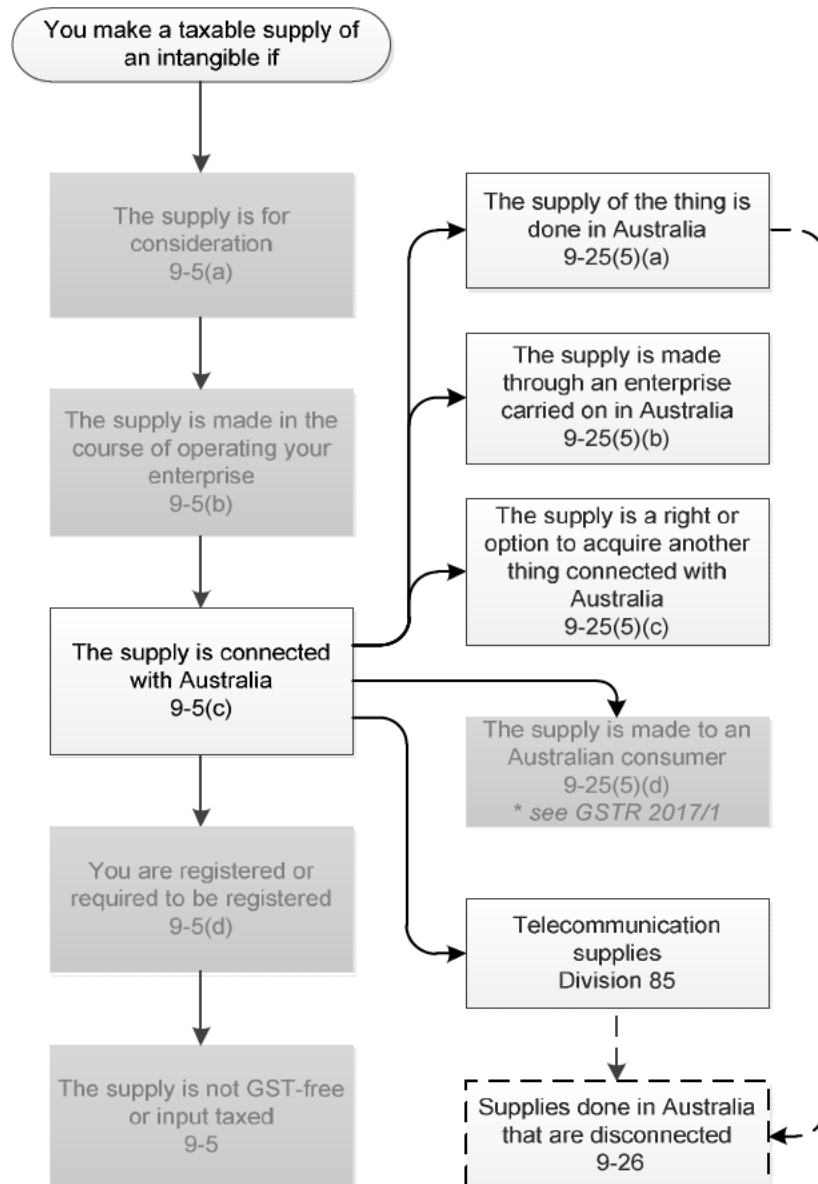 You make a taxable supply of
an intangible if
The supply is for
consideration
9-5(a)
The supply is made in the
course of operating your
enterprise
9-5(b)
The supply is connected
with Australia
9-5(c)
You are registered or
required to be registered
9-5(d)
The supply is not GST-free
or input taxed
9-5
The supply of the thing is
done in Australia
9-25(5)(a)
The supply is made
through an enterprise
carried on in Australia
9-25(5)(b)
The supply is a right or
option to acquire another
thing connected with
Australia
9-25(5)(c)
The supply is made to an
Australian consumer
9-25(5)(d)
* see GSTR 2017/1
Telecommunication
supplies
Division 85
Supplies done in Australia
that are disconnected
9-26